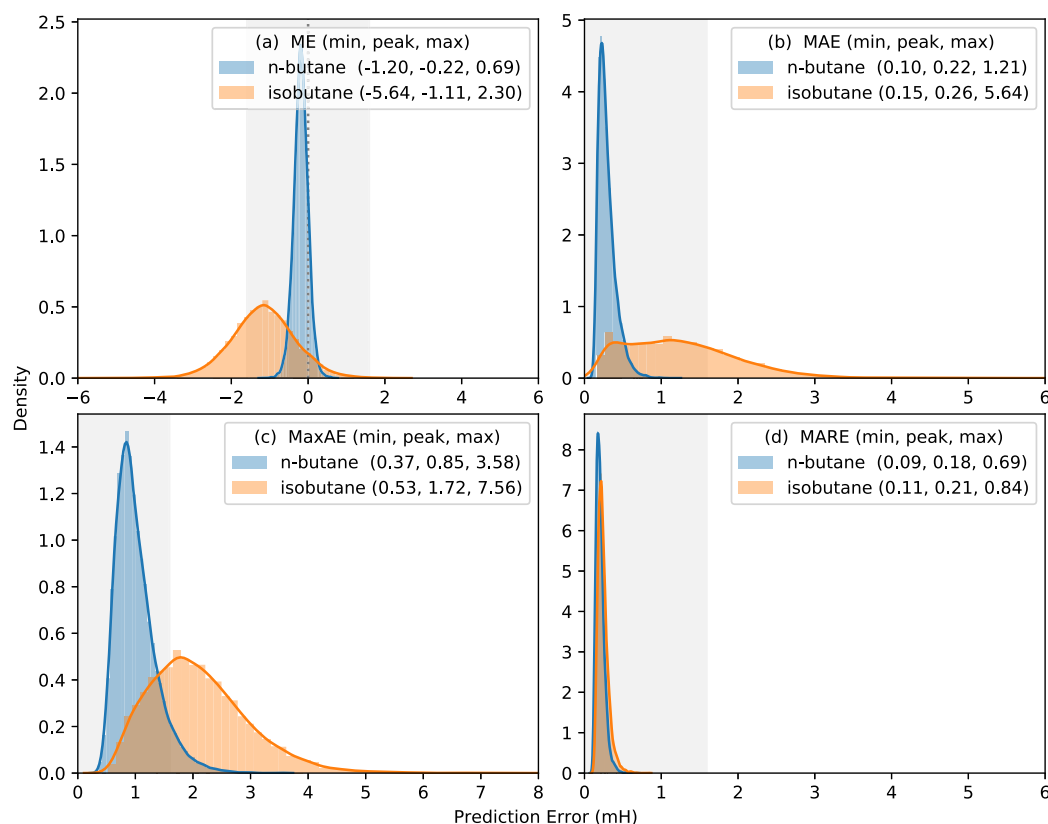 (a) ME (min, peak, max)
n-butane (-1.20, -0.22, 0.69)
isobutane (-5.64, -1.11, 2.30)
2.5
2.0
1.5
1.0
0.5
0.0
−6 −4 −2 0 2 4 6
(b) MAE (min, peak, max)
n-butane (0.10, 0.22, 1.21)
isobutane (0.15, 0.26, 5.64)
5
4
3
2
1
0
0 1 2 3 4 5 6
Density
(c) MaxAE (min, peak, max)
n-butane (0.37, 0.85, 3.58)
isobutane (0.53, 1.72, 7.56)
1.4
1.2
1.0
0.8
0.6
0.4
0.2
0.0
0 1 2 3 4 5 6 7 8
(d) MARE (min, peak, max)
n-butane (0.09, 0.18, 0.69)
isobutane (0.11, 0.21, 0.84)
8
7
6
5
4
3
2
1
0
0 1 2 3 4 5 6
Prediction Error (mH)